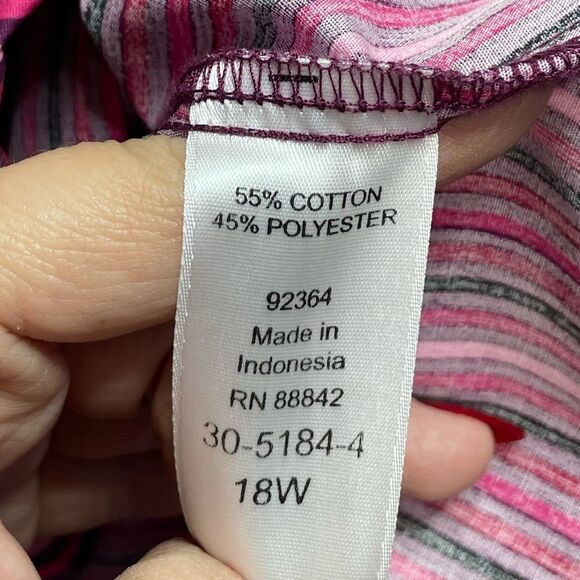 55% COTTON
45% POLYESTER
92364
Made in
Indonesia
RN 88842
30-5184-4
18W